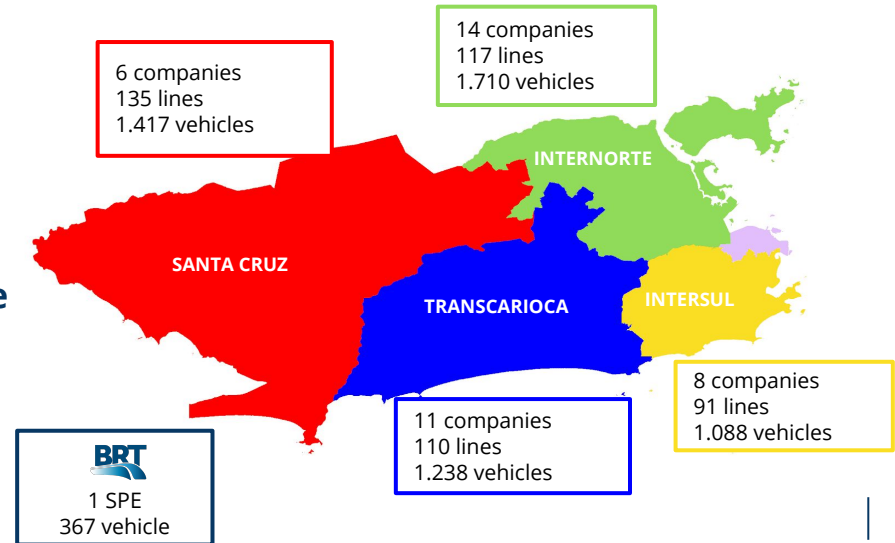 14 companies
117 lines
1.710 vehicles
6 companies
135 lines
1.417 vehicles
INTERNORTE
SANTA CRUZ
TRANSCARIOCA
INTERSUL
e
8 companies
91 lines
1.088 vehicles
11 companies
110 lines
1.238 vehicles
BRT
1 SPE
367 vehicle